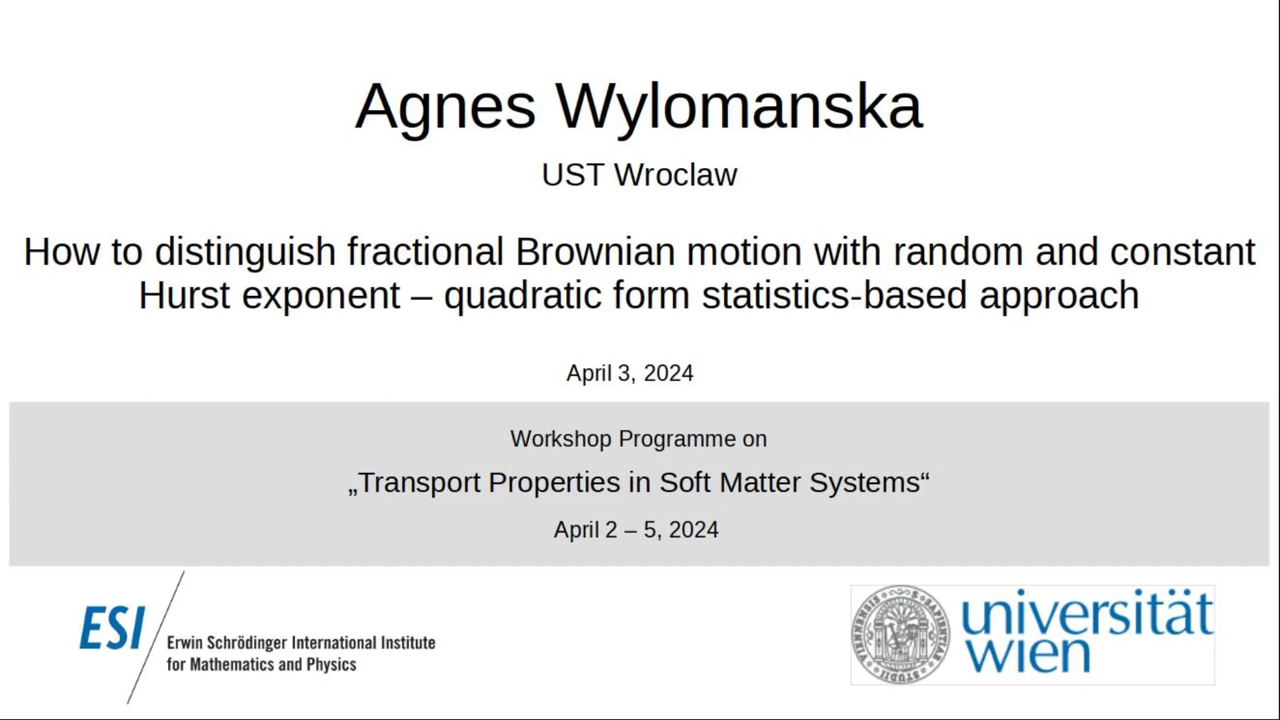 Agnes Wylomanska
UST Wroclaw
How to distinguish fractional Brownian motion with random and constant
Hurst exponent – quadratic form statistics-based approach
April 3, 2024
Workshop Programme on
„Transport Properties in Soft Matter Systems“
April 2 – 5, 2024
ESI
Erwin Schrödinger International Institute
for Mathematics and Physics
universität
wien